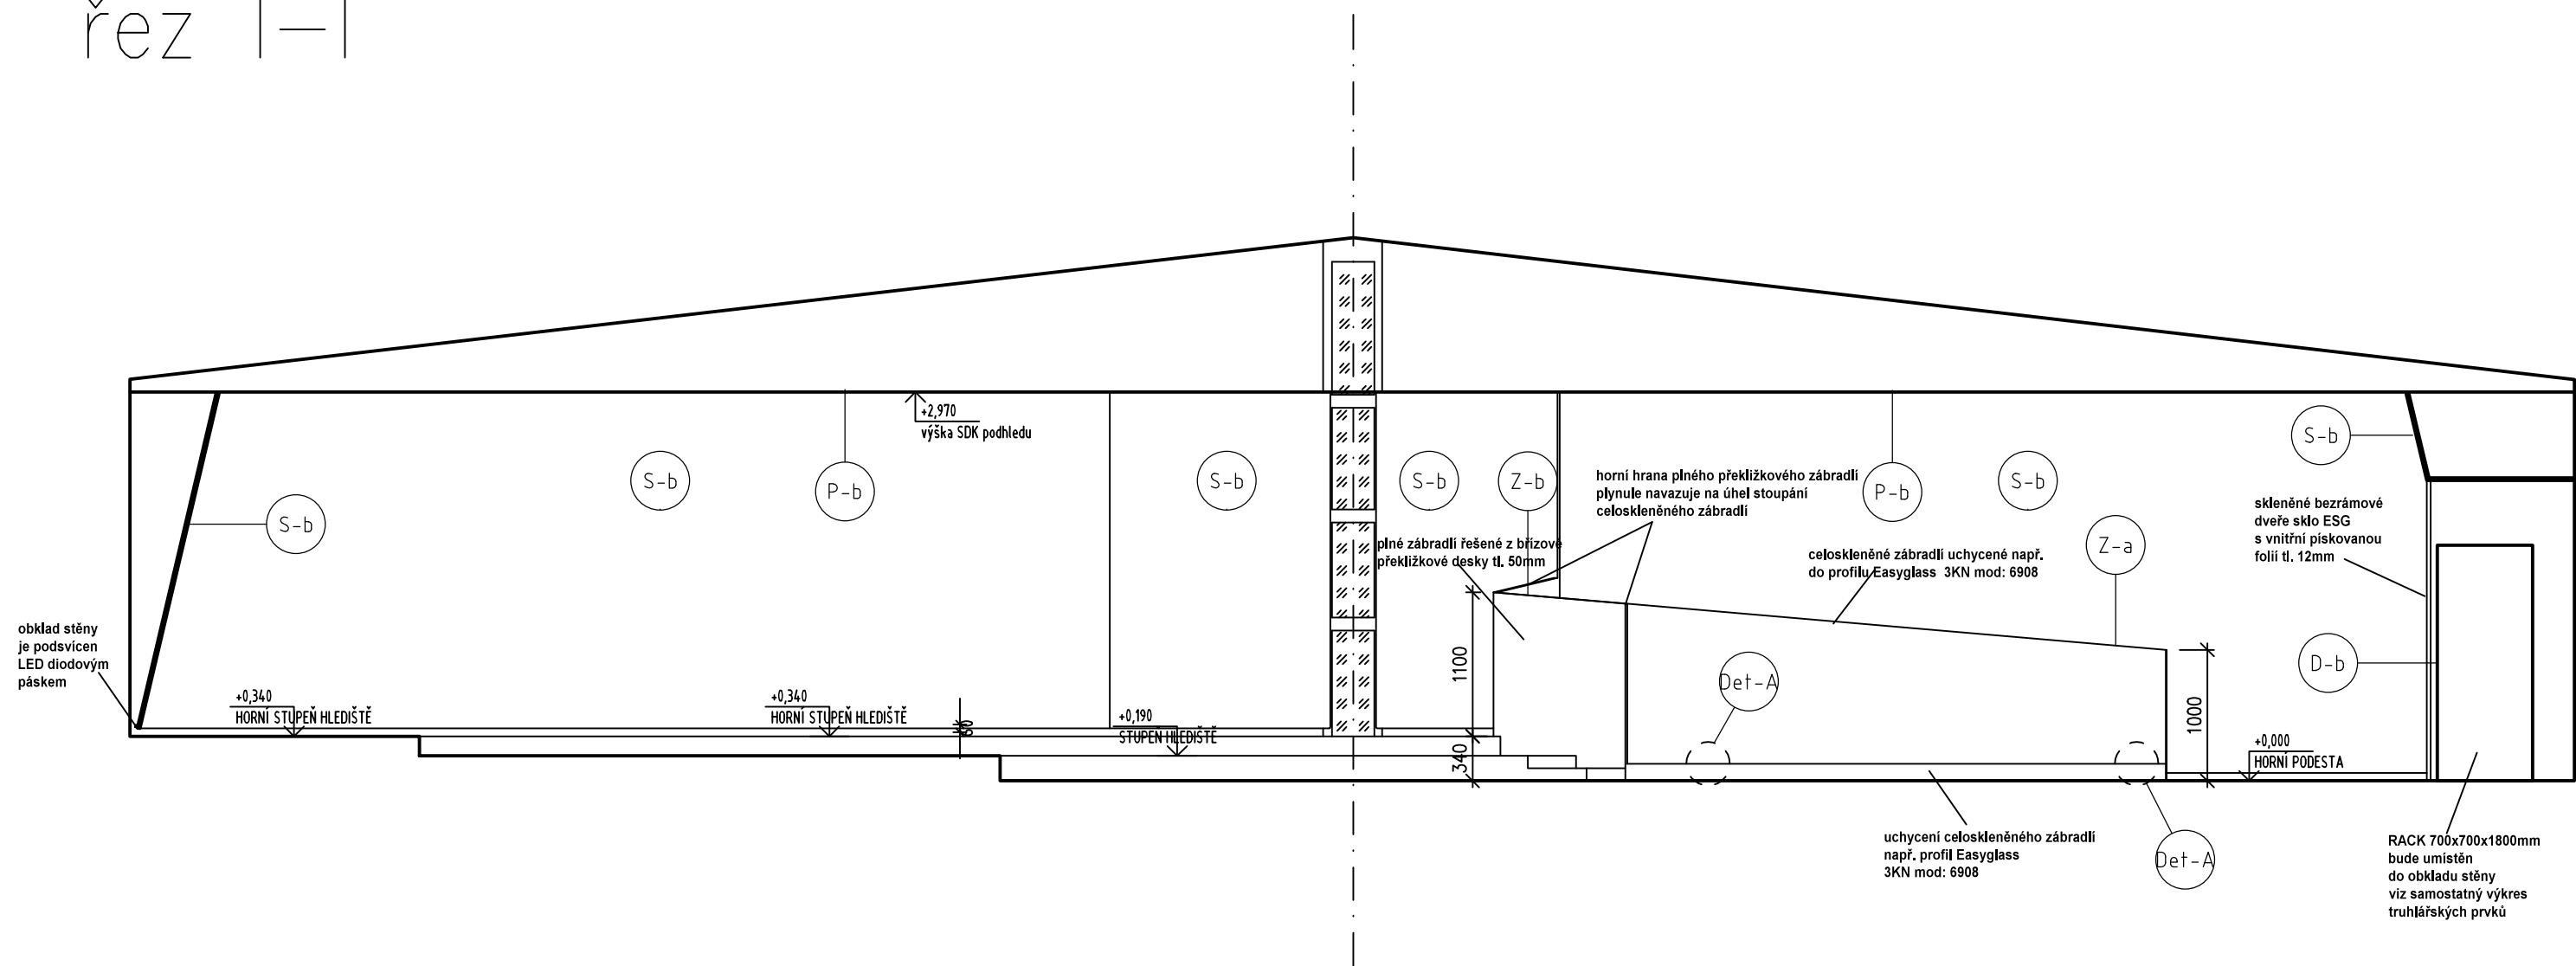 řez 1-1
+2,970
výška SDK podhledu
S-b
S-b
P-b
S-b
S-b
Z-b
horní hrana plného překližkového zábradlí
plynule navazuje na úhel stoupání
celoskleněného zábradlí
P-b
S-b
S-b
skleněné bezrámové
dveře sklo ESG
s vnitřní pískovanou
folií tl. 12mm
plné zábradlí řešené z břízové
překližkové desky tl. 50mm
celoskleněné zábradlí uchycené např.
do profilu Easyglass 3KN mod: 6908
Z-a
obklad stěny
je podsvícen
LED diodovým
páskem
+0,340
HORNÍ STUPEŇ HLEDIŠTĚ
+0,340
HORNÍ STUPEŇ HLEDIŠTĚ
+0,190
STUPEŇ HLEDIŠTĚ
1100
340
Det-A
1000
D-b
+0,000
HORNÍ PODESTA
uchycení celoskleněného zábradlí
např. profil Easyglass
3KN mod: 6908
Det-A
RACK 700x700x1800mm
bude umístěn
do obkladu stěny
viz samostatný výkres
truhlářských prvků